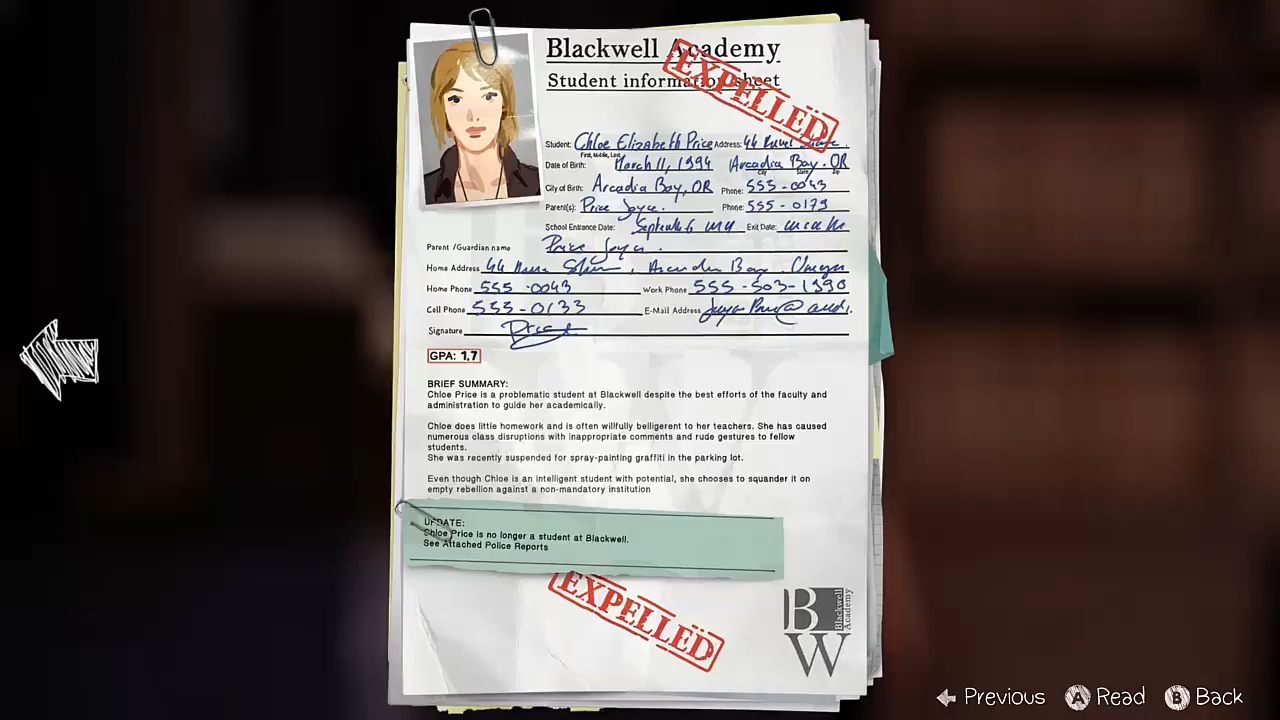 Blackwell Academy
EXPELLED
Student information sheet
Student: Chloe Elizabeth Price Address: 44
First, Middle, Last
Date of Birth: March 11, 1994 Arcadia Bay. OR
City State Zip
City of Birth: Arcadia Bay, OR Phone: 555-0043
Parent(s): Price Joyce. Phone: 555-0179
School Entrance Date: Exit Date:
Parent /Guardian name Price Joyce.
Home Address 44
Home Phone 555-0043 Work Phone 555-503-1990
Cell Phone 555-0133 E-Mail Address
Signature
GPA: 1,7
BRIEF SUMMARY:
Chloe Price is a problematic student at Blackwell despite the best efforts of the faculty and
administration to guide her academically.
Chloe does little homework and is often willfully belligerent to her teachers. She has caused
numerous class disruptions with inappropriate comments and rude gestures to fellow
students.
She was recently suspended for spray-painting graffiti in the parking lot.
Even though Chloe is an intelligent student with potential, she chooses to squander it on
empty rebellion against a non-mandatory institution
UPDATE:
Chloe Price is no longer a student at Blackwell.
See Attached Police Reports
EXPELLED
B Blackwell Academy
W
Previous A Read B Back